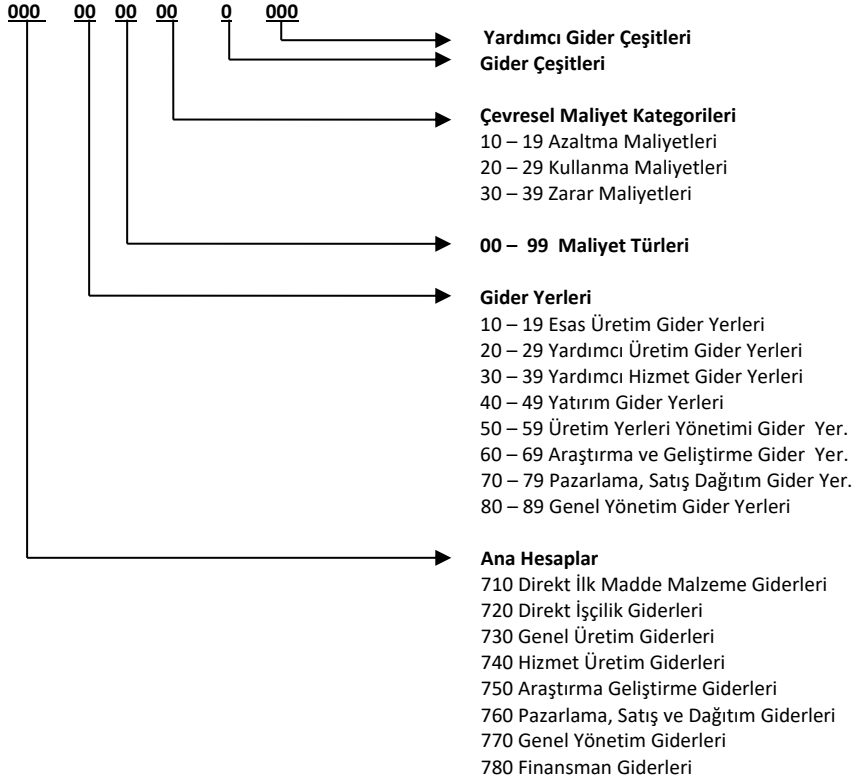 000 00 00 00 0 000
Yardımcı Gider Çeşitleri
Gider Çeşitleri
Çevresel Maliyet Kategorileri
10 – 19 Azaltma Maliyetleri
20 – 29 Kullanma Maliyetleri
30 – 39 Zarar Maliyetleri
00 – 99 Maliyet Türleri
Gider Yerleri
10 – 19 Esas Üretim Gider Yerleri
20 – 29 Yardımcı Üretim Gider Yerleri
30 – 39 Yardımcı Hizmet Gider Yerleri
40 – 49 Yatırım Gider Yerleri
50 – 59 Üretim Yerleri Yönetimi Gider Yer.
60 – 69 Araştırma ve Geliştirme Gider Yer.
70 – 79 Pazarlama, Satış Dağıtım Gider Yer.
80 – 89 Genel Yönetim Gider Yerleri
Ana Hesaplar
710 Direkt İlk Madde Malzeme Giderleri
720 Direkt İşçilik Giderleri
730 Genel Üretim Giderleri
740 Hizmet Üretim Giderleri
750 Araştırma Geliştirme Giderleri
760 Pazarlama, Satış ve Dağıtım Giderleri
770 Genel Yönetim Giderleri
780 Finansman Giderleri